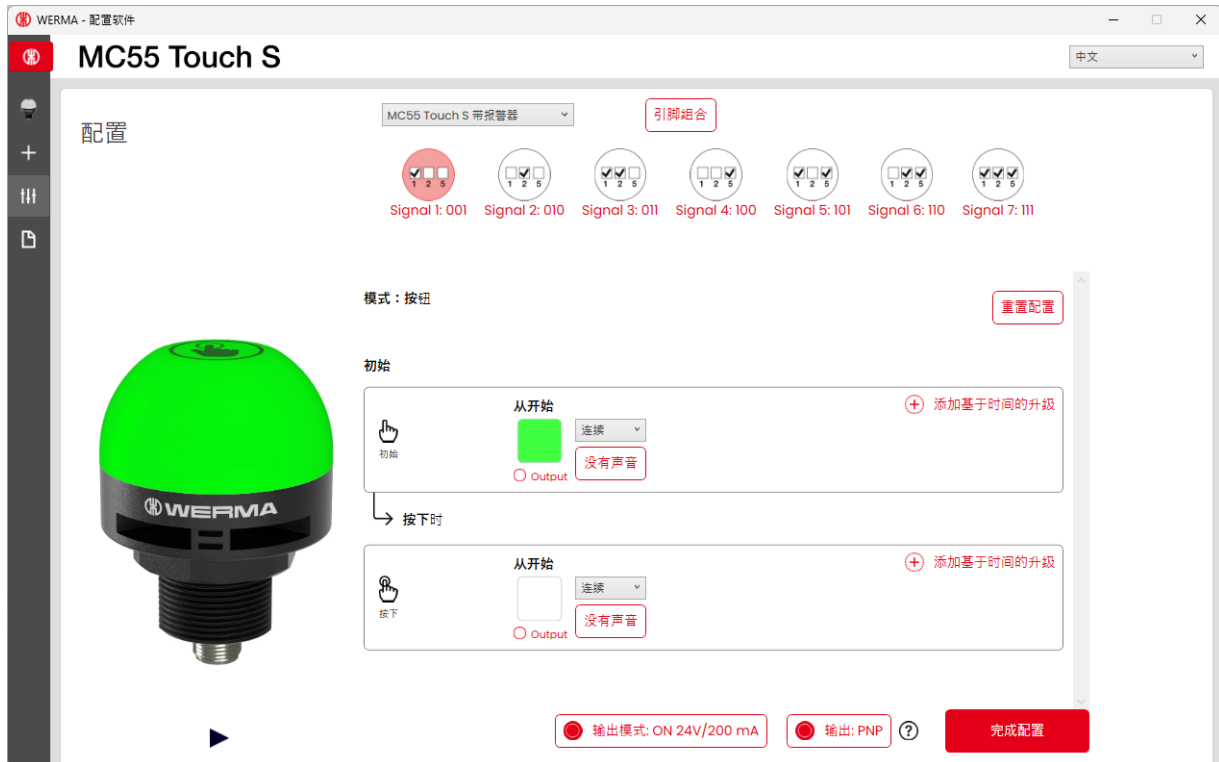 WERMA - 配置软件
MC55 Touch S
中文
配置
MC55 Touch S 带报警器
引脚組合
1 2 5
1 2 5
1 2 5
1 2 5
1 2 5
1 2 5
1 2 5
Signal 1: 001
Signal 2: 010
Signal 3: 011
Signal 4: 100
Signal 5: 101
Signal 6: 110
Signal 7: 111
模式：按钮
重置配置
初始
从开始
添加基于时间的升级
连续
初始
没有声音
Output
WERMA
按下时
从开始
添加基于时间的升级
连续
按下
没有声音
Output
输出模式: ON 24V/200 mA
输出: PNP
?
完成配置